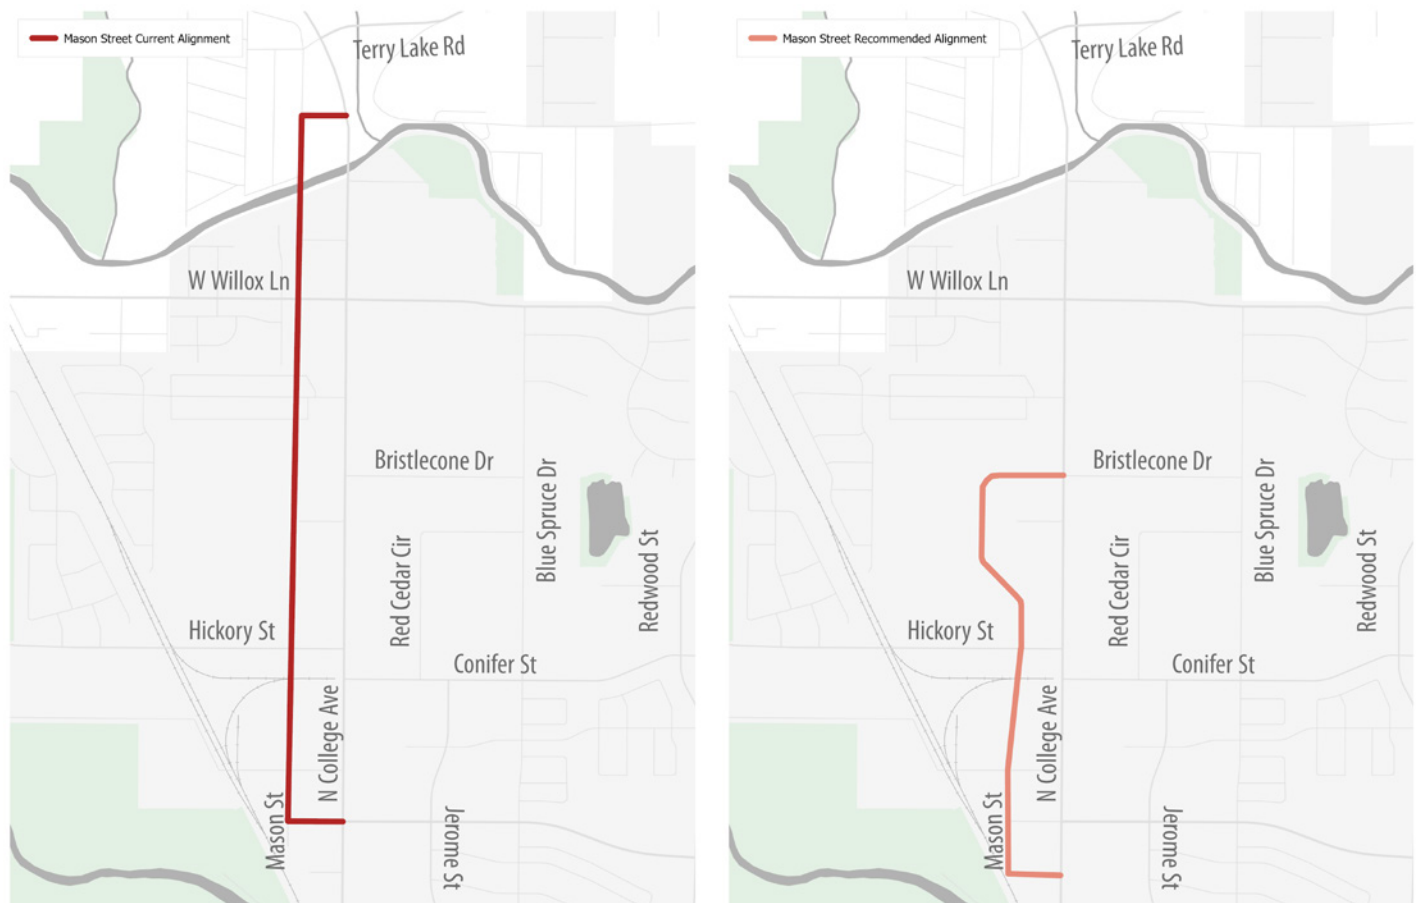 Mason Street Current Alignment
Terry Lake Rd
W Willox Ln
Bristlecone Dr
Blue Spruce Dr
Red Cedar Cir
Redwood St
Hickory St
Conifer St
N College Ave
Mason St
Jerome St
Mason Street Recommended Alignment
Terry Lake Rd
W Willox Ln
Bristlecone Dr
Blue Spruce Dr
Red Cedar Cir
Redwood St
Hickory St
Conifer St
N College Ave
Mason St
Jerome St